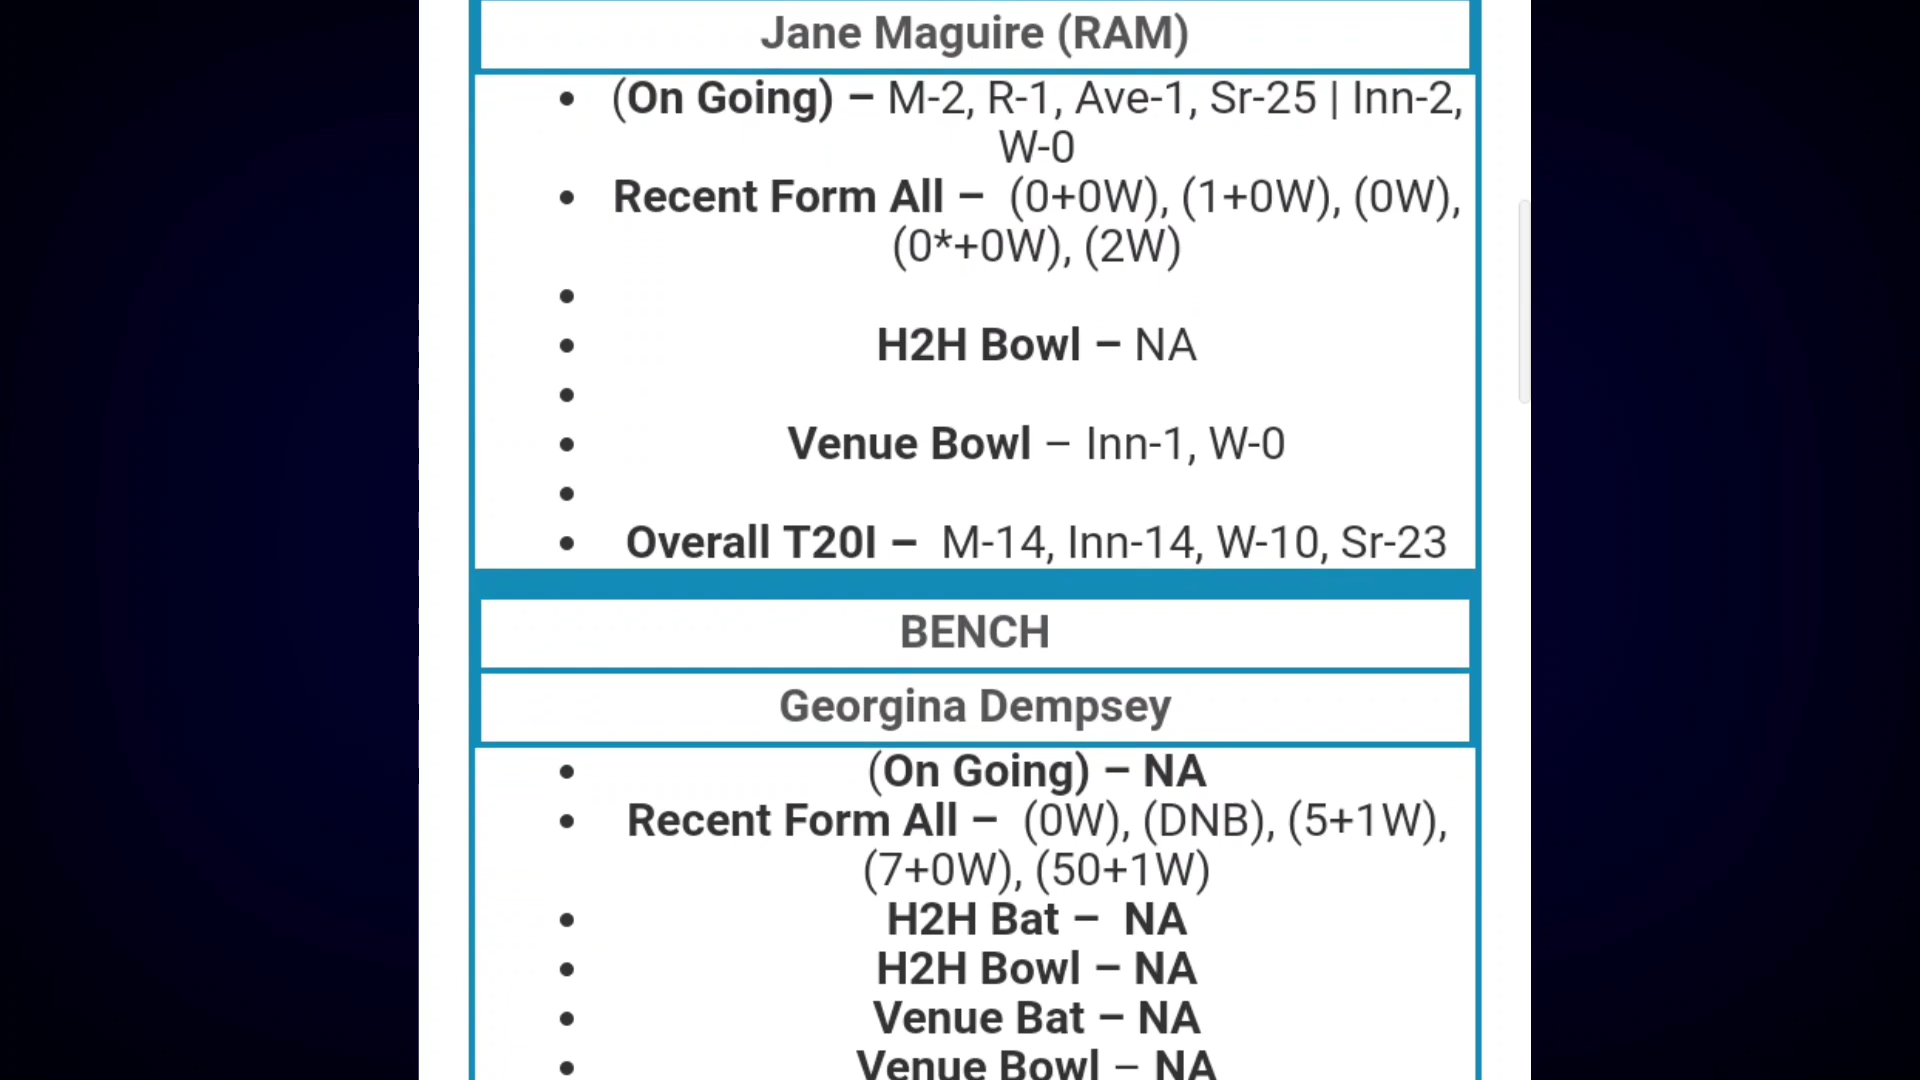 Jane Maguire (RAM)
(On Going) – M-2, R-1, Ave-1, Sr-25 | Inn-2,
W-0
Recent Form All – (0+0W), (1+0W), (0W),
(0*+0W), (2W)
H2H Bowl – NA
Venue Bowl – Inn-1, W-0
Overall T20I – M-14, Inn-14, W-10, Sr-23
BENCH
Georgina Dempsey
(On Going) – NA
Recent Form All – (0W), (DNB), (5+1W),
(7+0W), (50+1W)
H2H Bat – NA
H2H Bowl – NA
Venue Bat – NA
Venue Bowl – NA